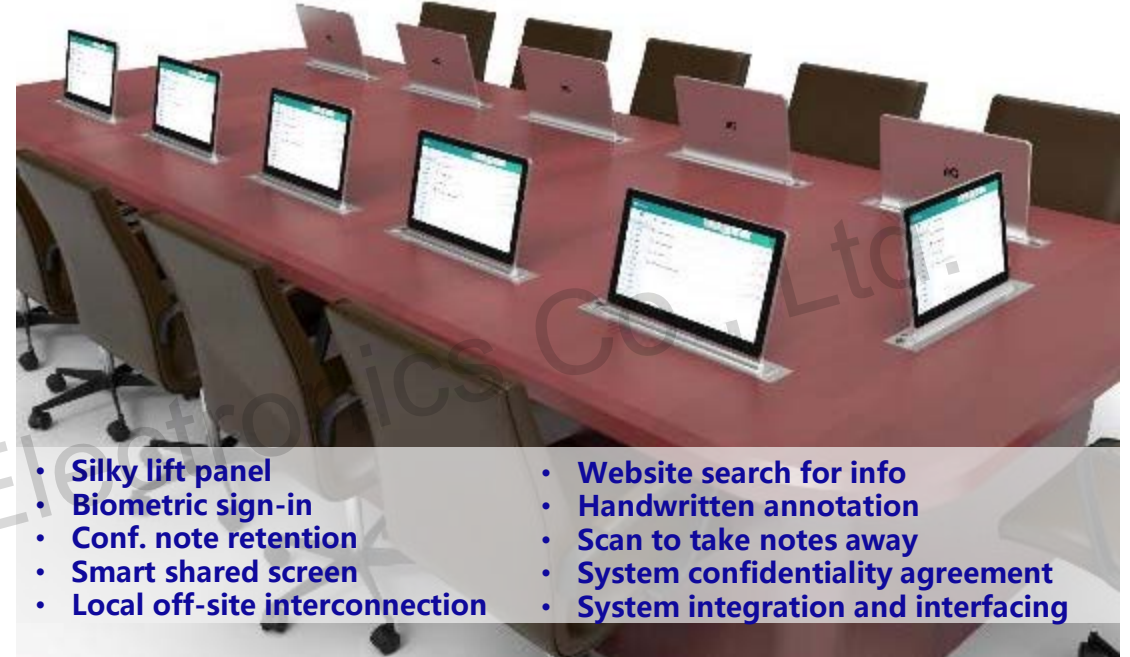 Electronics Co., Ltd.
• Silky lift panel
• Biometric sign-in
• Conf. note retention
• Smart shared screen
• Local off-site interconnection
• Website search for info
• Handwritten annotation
• Scan to take notes away
• System confidentiality agreement
• System integration and interfacing